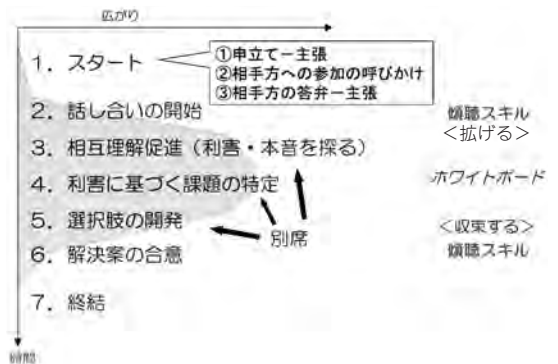 広がり
1. スタート
①申立てー主張
②相手方への参加の呼びかけ
③相手方の答弁ー主張
2. 話し合いの開始
傾聴スキル
＜拡げる＞
3. 相互理解促進（利害・本音を探る）
4. 利害に基づく課題の特定
ホワイトボード
5. 選択肢の開発
別席
＜収束する＞
6. 解決案の合意
傾聴スキル
7. 終結
時間